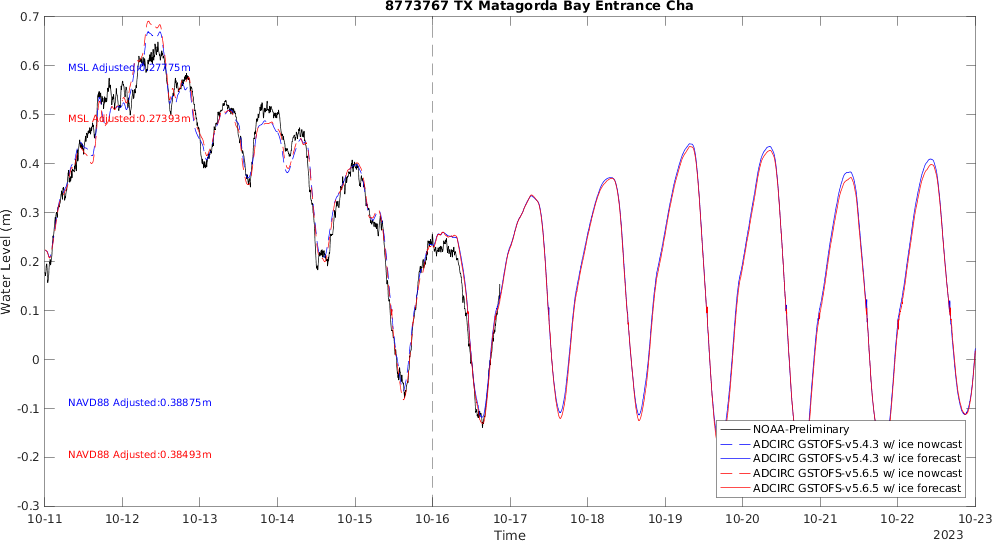 8773767 TX Matagorda Bay Entrance Cha
0.7
0.6
0.5
0.4
0.3
0.2
0.1
0
-0.1
-0.2
-0.3
Water Level (m)
MSL Adjusted:0.27775m
MSL Adjusted:0.27393m
NAVD88 Adjusted:0.38875m
NAVD88 Adjusted:0.38493m
NOAA-Preliminary
ADCIRC GSTOFS-v5.4.3 w/ ice nowcast
ADCIRC GSTOFS-v5.4.3 w/ ice forecast
ADCIRC GSTOFS-v5.6.5 w/ ice nowcast
ADCIRC GSTOFS-v5.6.5 w/ ice forecast
10-11 10-12 10-13 10-14 10-15 10-16 10-17 10-18 10-19 10-20 10-21 10-22 10-23
Time
2023